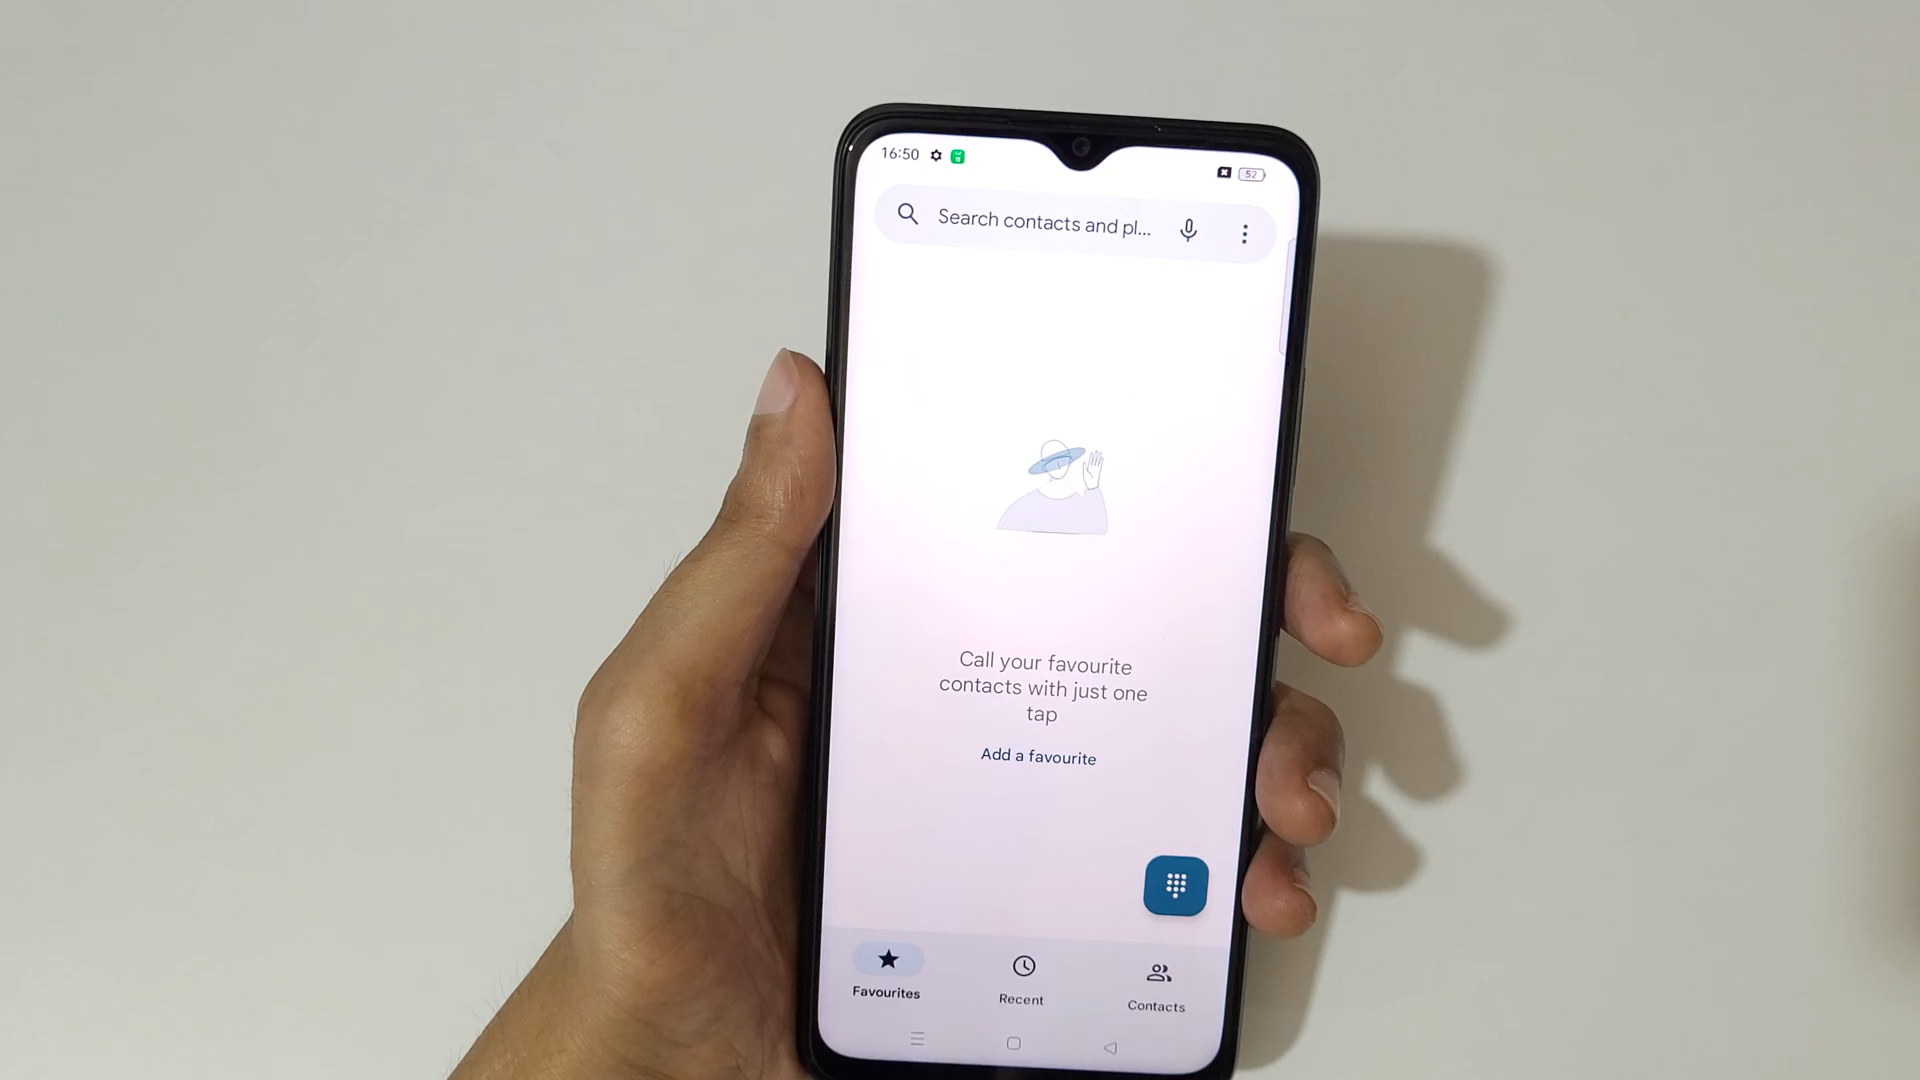 16:50
52
Search contacts and pl...
Call your favourite
contacts with just one
tap
Add a favourite
Favourites
Recent
Contacts